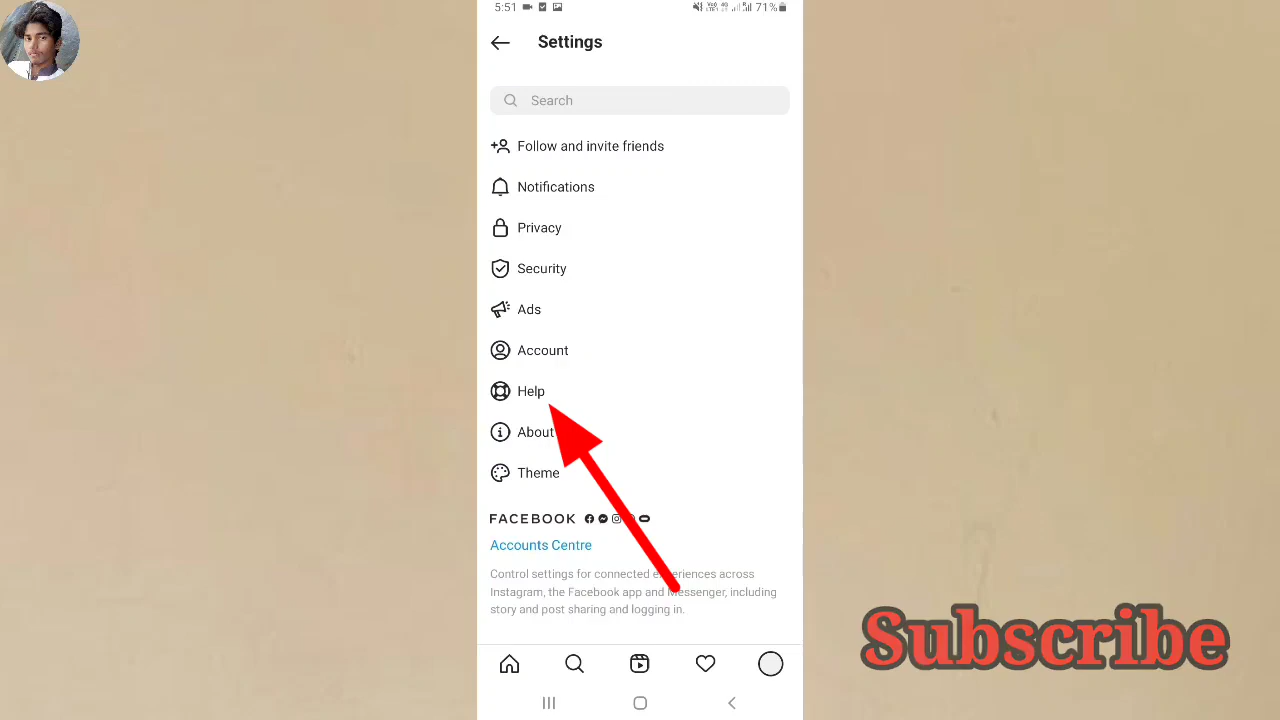 5:51 71%
Settings
Search
Follow and invite friends
Notifications
Privacy
Security
Ads
Account
Help
About
Theme
FACEBOOK
Accounts Centre
Control settings for connected experiences across
Instagram, the Facebook app and Messenger, including
story and post sharing and logging in.
Subscribe